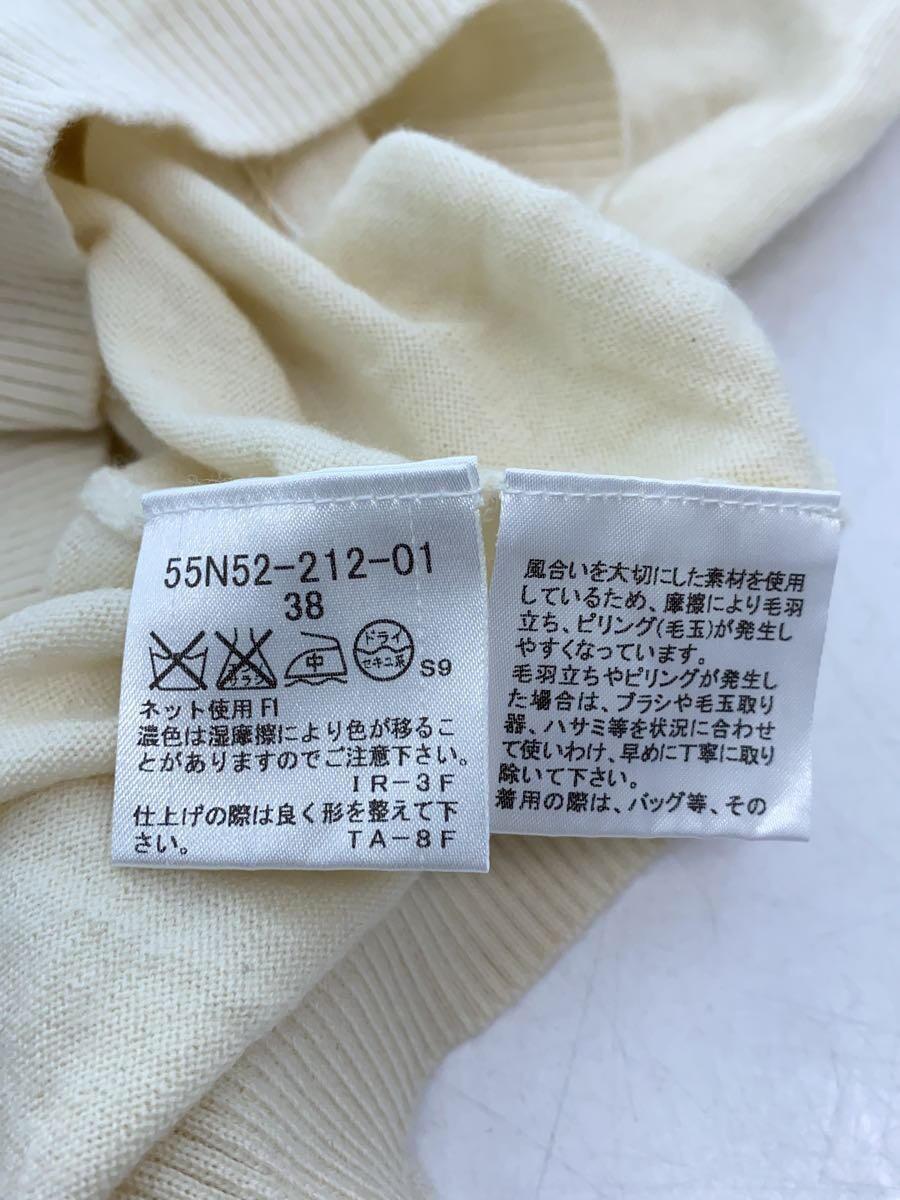 55N52-212-01
38
エンソ
サラシ
中
ドライ
セキユ系
S9
ネット使用 FI
濃色は湿摩擦により色が移るこ
とがありますのでご注意下さい。
IR-3F
仕上げの際は良く形を整えて下
さい。
TA-8F
風合いを大切にした素材を使用
しているため、摩擦により毛羽
立ち、ピリング(毛玉)が発生し
やすくなっています。
毛羽立ちやピリングが発生し
た場合は、ブラシや毛玉取り
器、ハサミ等を状況に合わせ
て使いわけ、早めに丁寧に取り
除いて下さい。
着用の際は、バッグ等、その